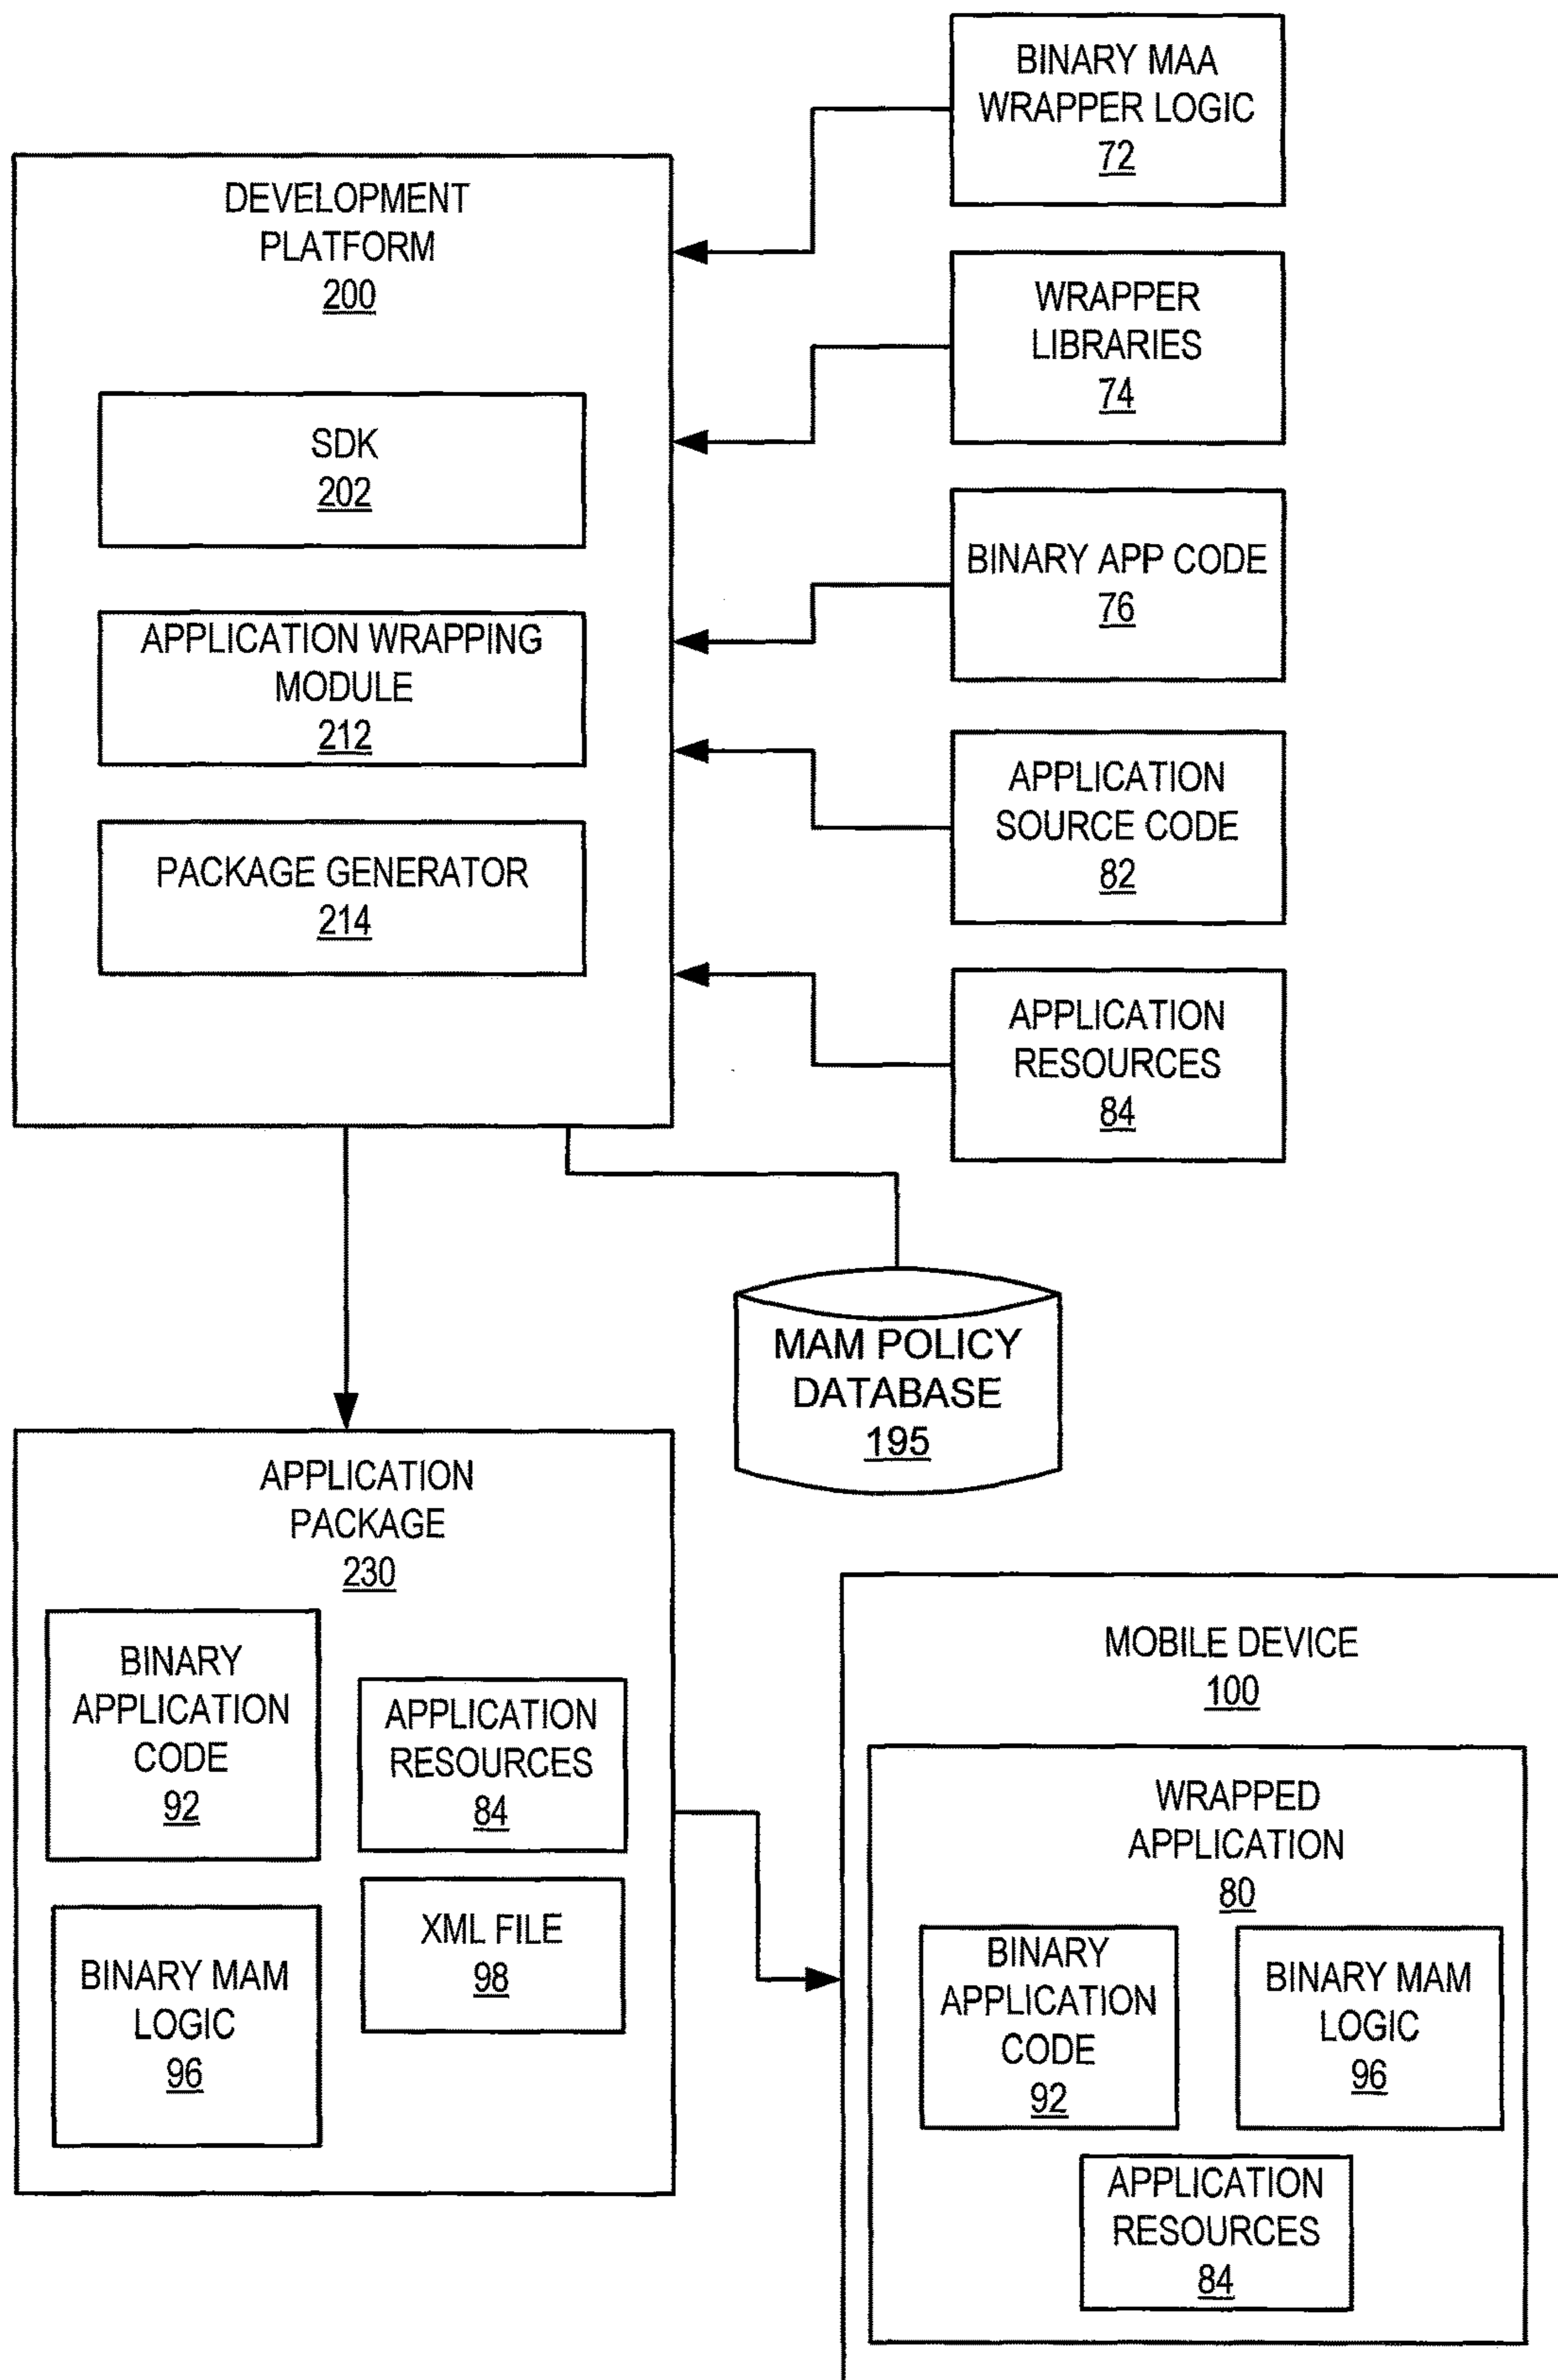 BINARY MAA
WRAPPER LOGIC
72
DEVELOPMENT
PLATFORM
200
WRAPPER
LIBRARIES
74
SDK
202
BINARY APP CODE
76
APPLICATION WRAPPING
MODULE
212
APPLICATION
SOURCE CODE
82
PACKAGE GENERATOR
214
APPLICATION
RESOURCES
84
MAM POLICY
DATABASE
195
APPLICATION
PACKAGE
230
BINARY
APPLICATION
CODE
92
APPLICATION
RESOURCES
84
BINARY MAM
LOGIC
96
XML FILE
98
MOBILE DEVICE
100
WRAPPED
APPLICATION
80
BINARY
APPLICATION
CODE
92
BINARY MAM
LOGIC
96
APPLICATION
RESOURCES
84